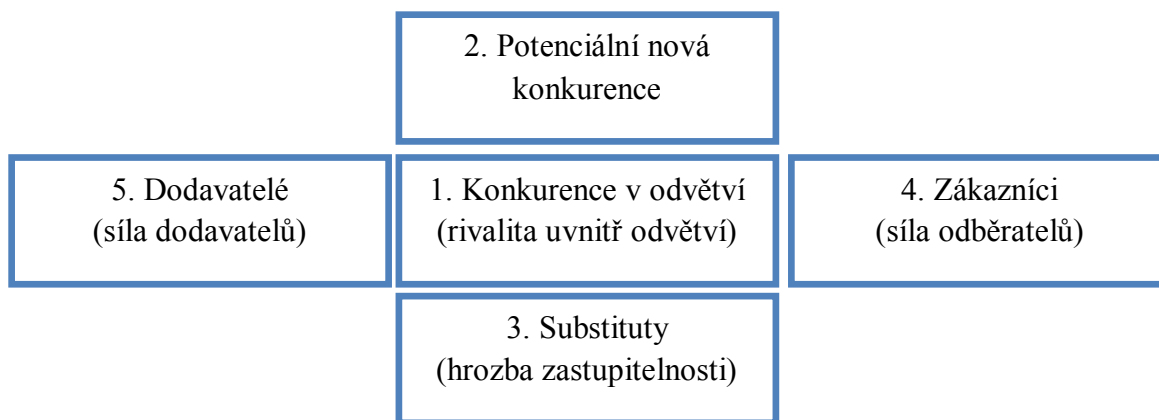 2. Potenciální nová
konkurence
5. Dodavatelé
(síla dodavatelů)
1. Konkurence v odvětví
(rivalita uvnitř odvětví)
4. Zákazníci
(síla odběratelů)
3. Substituty
(hrozba zastupitelnosti)